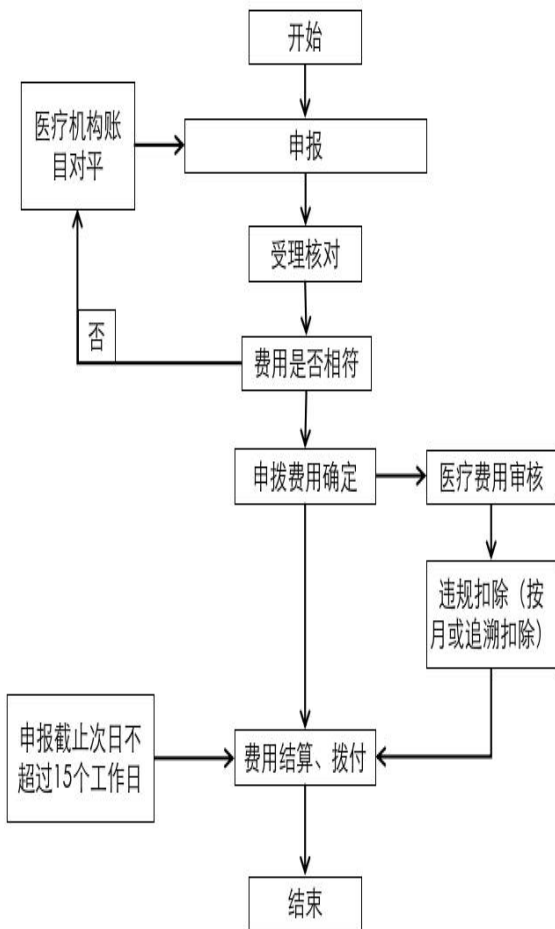 开始
医疗机构账
目对平
申报
受理核对
否
费用是否相符
申拨费用确定
医疗费用审核
违规扣除（按
月或追溯扣除）
申报截止次日不
超过15个工作日
费用结算、拨付
结束